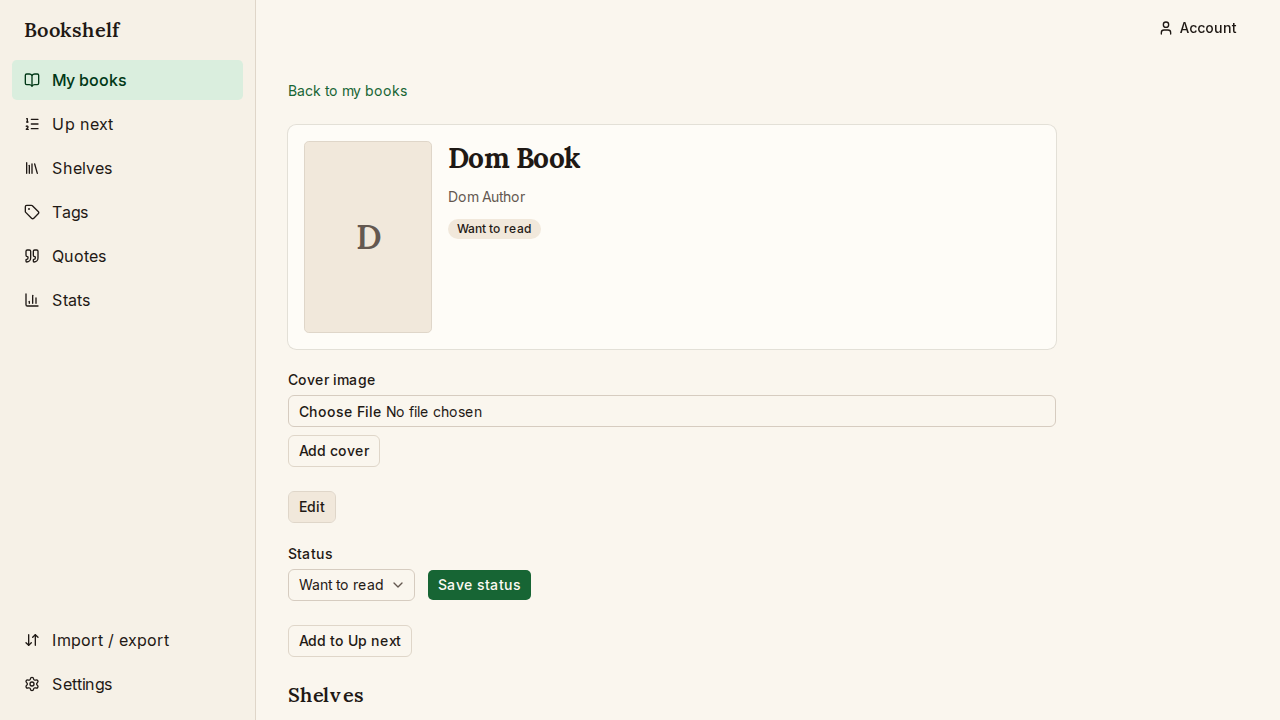 Bookshelf
My books
Up next
Shelves
Tags
Quotes
Stats
Import / export
Settings
Account
Back to my books
D
Dom Book
Dom Author
Want to read
Cover image
Choose File No file chosen
Add cover
Edit
Status
Want to read
Save status
Add to Up next
Shelves